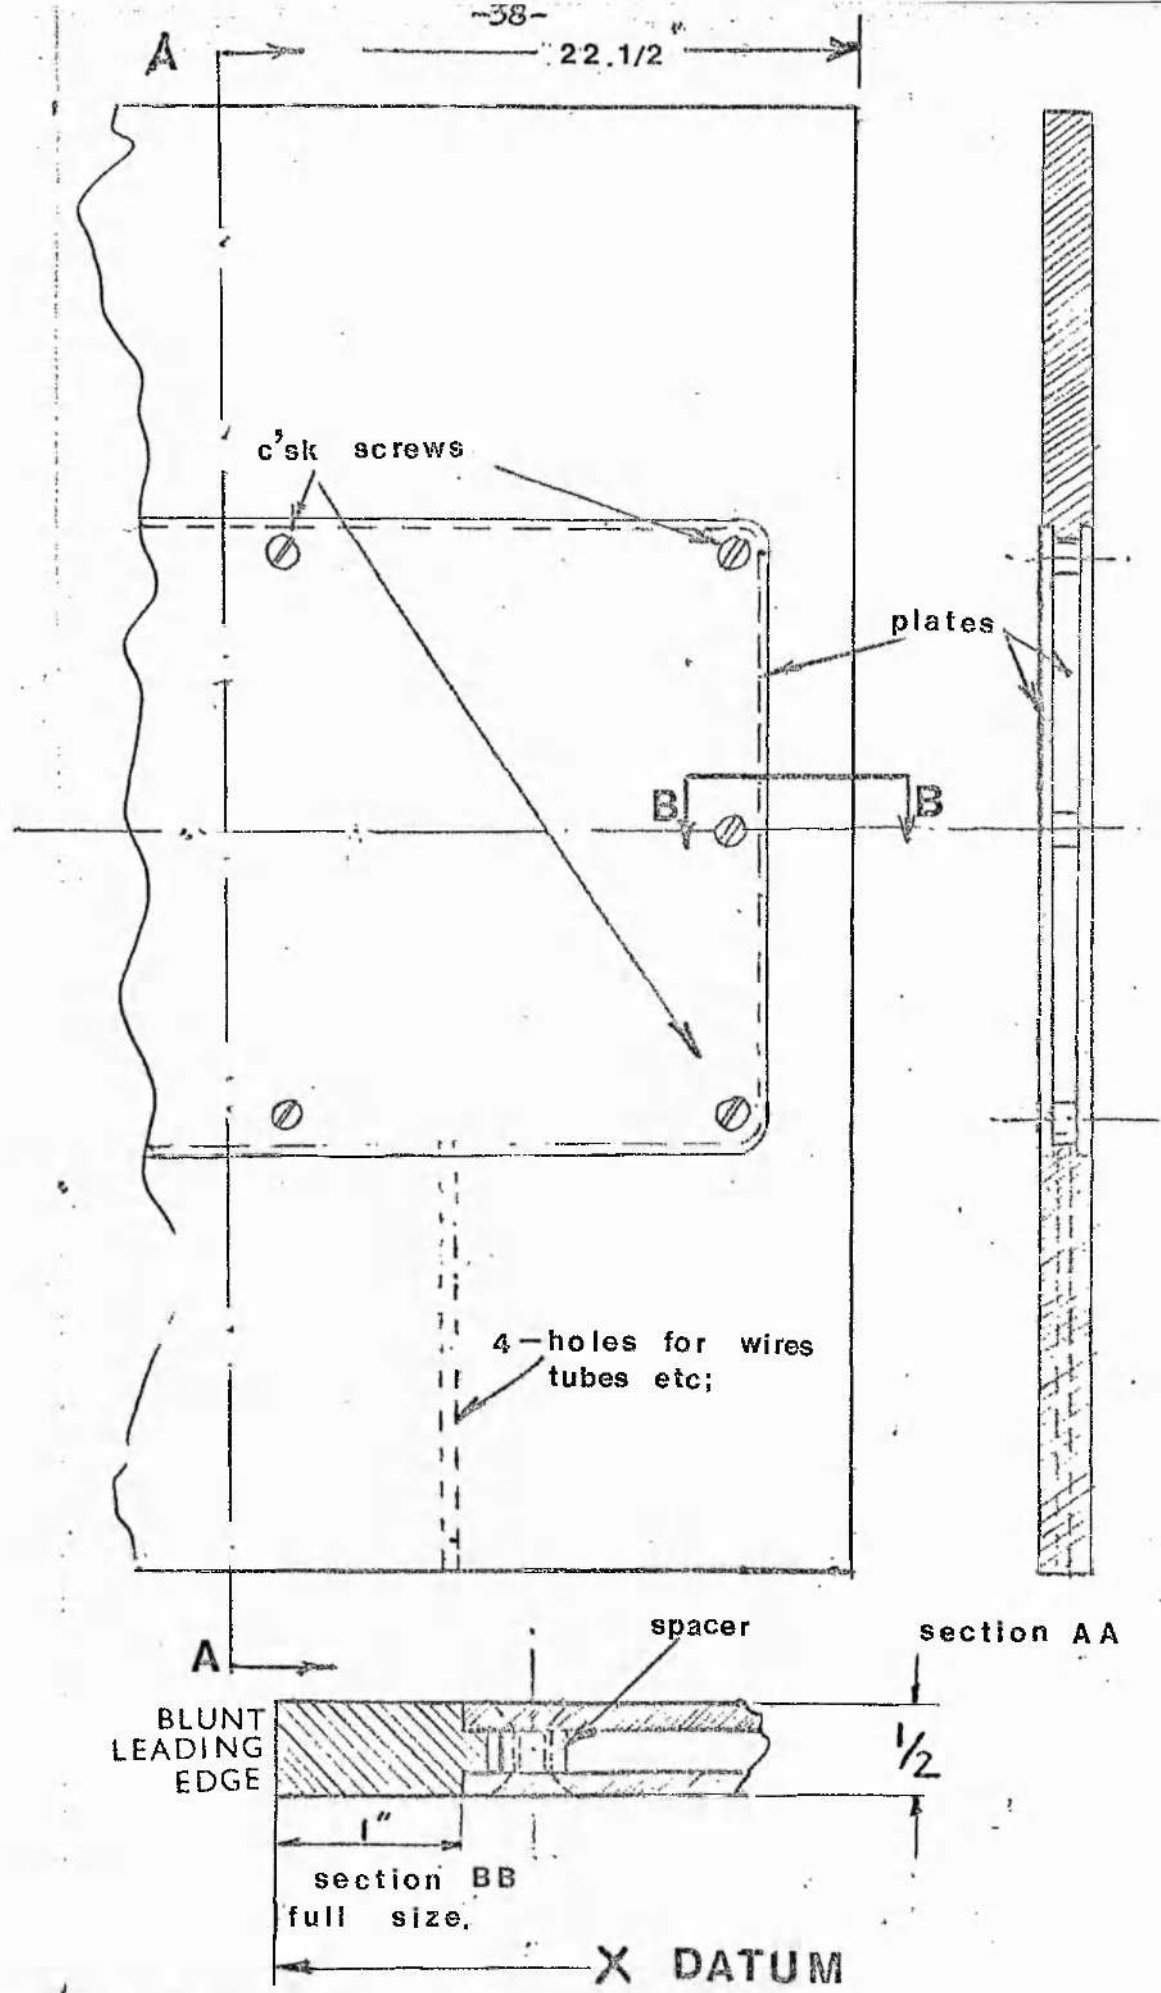 -38-
A
22.1/2"
c'sk screws
plates
B
B
4-holes for wires
tubes etc;
A
spacer
section AA
BLUNT
LEADING
EDGE
1/2
1"
section BB
full size.
X DATUM